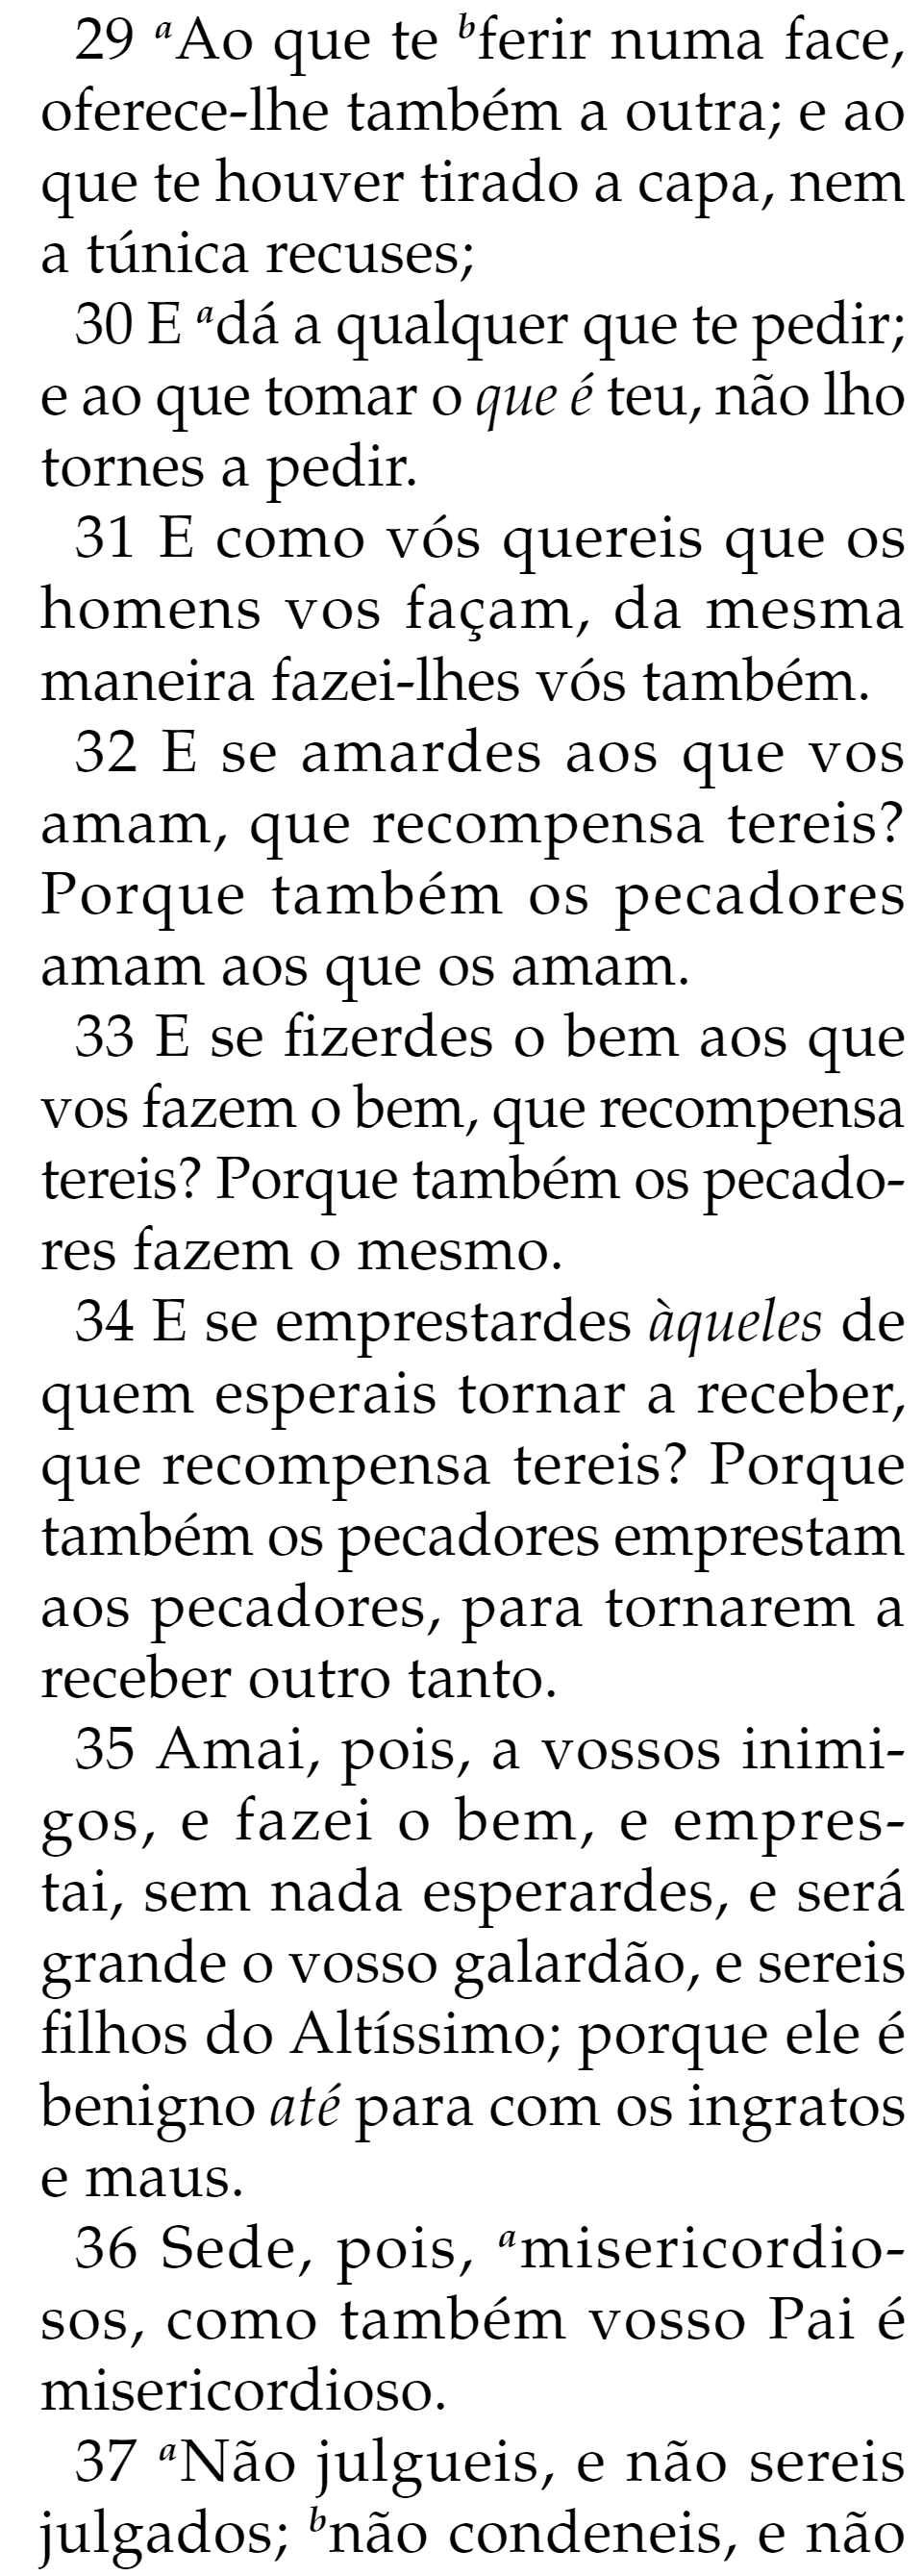 29 ᵃAo que te ᵇferir numa face,
oferece-lhe também a outra; e ao
que te houver tirado a capa, nem
a túnica recuses;
30 E ᵃdá a qualquer que te pedir;
e ao que tomar o que é teu, não lho
tornes a pedir.
31 E como vós quereis que os
homens vos façam, da mesma
maneira fazei-lhes vós também.
32 E se amardes aos que vos
amam, que recompensa tereis?
Porque também os pecadores
amam aos que os amam.
33 E se fizerdes o bem aos que
vos fazem o bem, que recompensa
tereis? Porque também os pecado-
res fazem o mesmo.
34 E se emprestardes àqueles de
quem esperais tornar a receber,
que recompensa tereis? Porque
também os pecadores emprestam
aos pecadores, para tornarem a
receber outro tanto.
35 Amai, pois, a vossos inimi-
gos, e fazei o bem, e empres-
tai, sem nada esperardes, e será
grande o vosso galardão, e sereis
filhos do Altíssimo; porque ele é
benigno até para com os ingratos
e maus.
36 Sede, pois, ᵃmisericordio-
sos, como também vosso Pai é
misericordioso.
37 ᵃNão julgueis, e não sereis
julgados; ᵇnão condeneis, e não